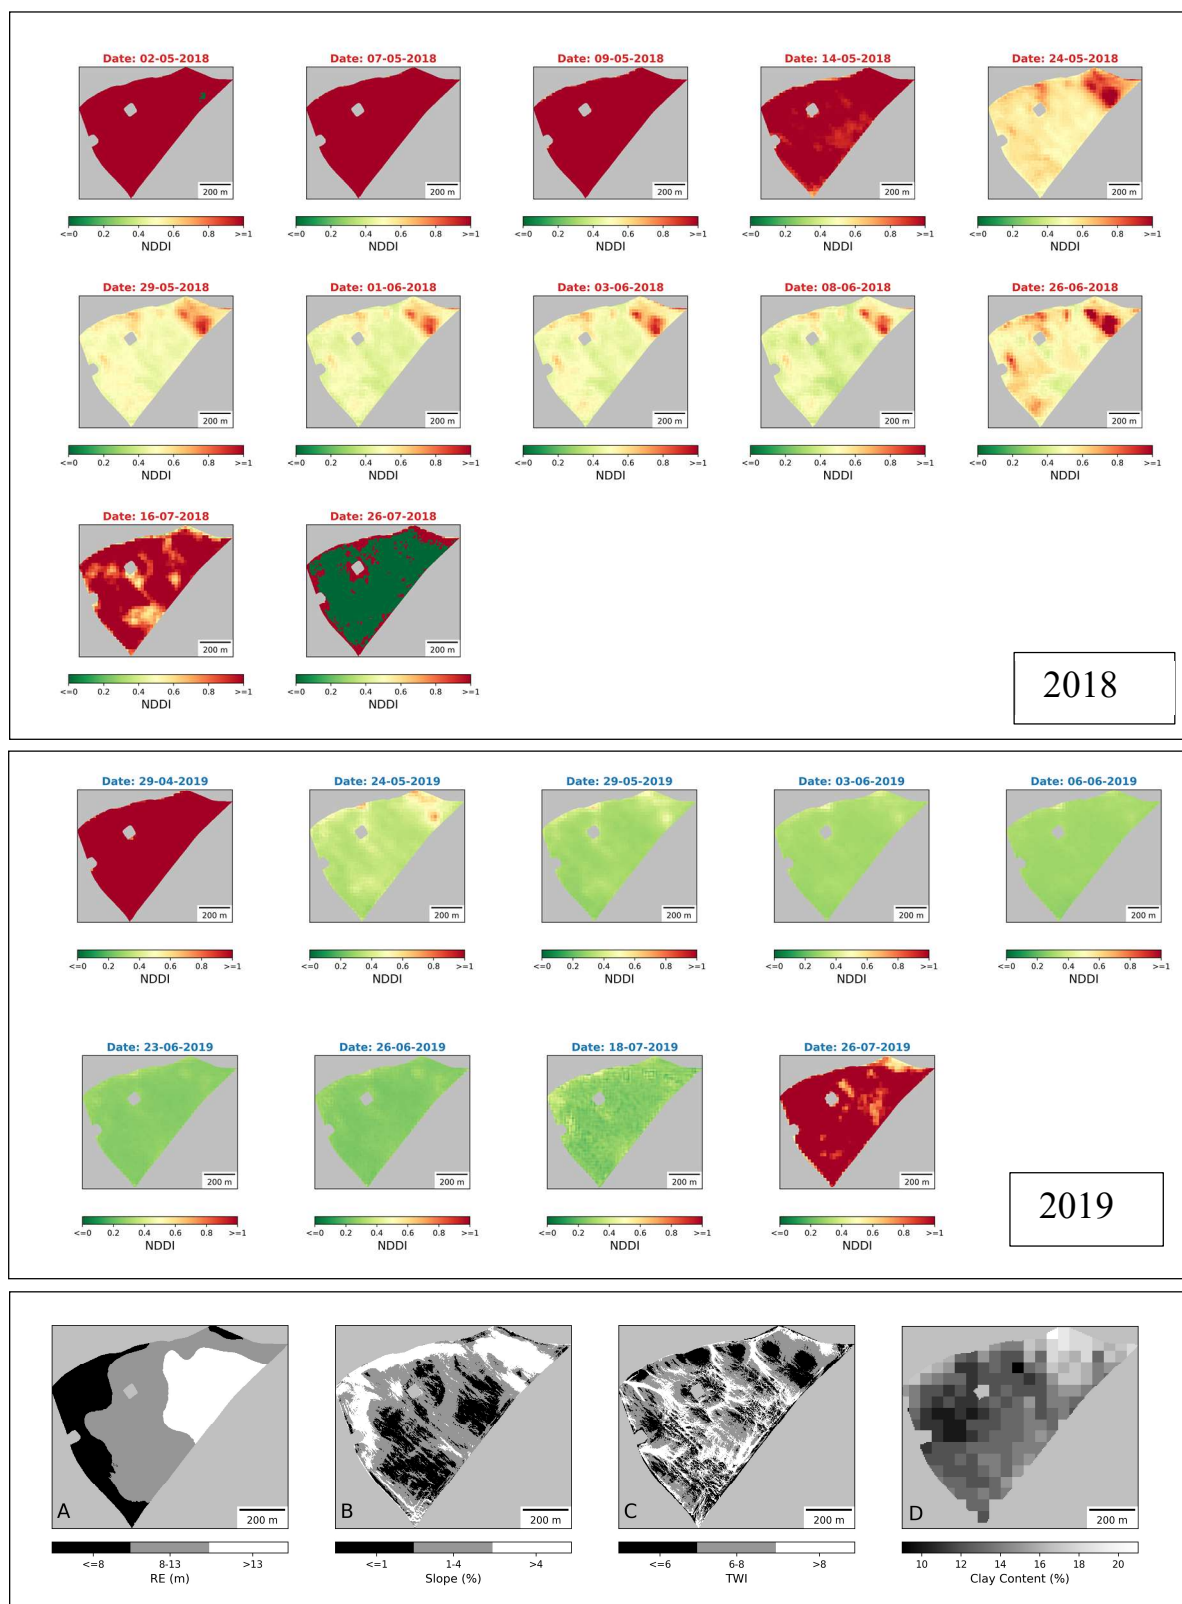 Date: 02-05-2018 Date: 07-05-2018 Date: 09-05-2018 Date: 14-05-2018 Date: 24-05-2018
200 m 200 m 200 m 200 m 200 m
<=0 0.2 0.4 0.6 0.8 >=1 <=0 0.2 0.4 0.6 0.8 >=1 <=0 0.2 0.4 0.6 0.8 >=1 <=0 0.2 0.4 0.6 0.8 >=1 <=0 0.2 0.4 0.6 0.8 >=1
NDDI NDDI NDDI NDDI NDDI
Date: 29-05-2018 Date: 01-06-2018 Date: 03-06-2018 Date: 08-06-2018 Date: 26-06-2018
200 m 200 m 200 m 200 m 200 m
<=0 0.2 0.4 0.6 0.8 >=1 <=0 0.2 0.4 0.6 0.8 >=1 <=0 0.2 0.4 0.6 0.8 >=1 <=0 0.2 0.4 0.6 0.8 >=1 <=0 0.2 0.4 0.6 0.8 >=1
NDDI NDDI NDDI NDDI NDDI
Date: 16-07-2018 Date: 26-07-2018
200 m 200 m
<=0 0.2 0.4 0.6 0.8 >=1 <=0 0.2 0.4 0.6 0.8 >=1
NDDI NDDI
2018
Date: 29-04-2019 Date: 24-05-2019 Date: 29-05-2019 Date: 03-06-2019 Date: 06-06-2019
200 m 200 m 200 m 200 m 200 m
<=0 0.2 0.4 0.6 0.8 >=1 <=0 0.2 0.4 0.6 0.8 >=1 <=0 0.2 0.4 0.6 0.8 >=1 <=0 0.2 0.4 0.6 0.8 >=1 <=0 0.2 0.4 0.6 0.8 >=1
NDDI NDDI NDDI NDDI NDDI
Date: 23-06-2019 Date: 26-06-2019 Date: 18-07-2019 Date: 26-07-2019
200 m 200 m 200 m 200 m
<=0 0.2 0.4 0.6 0.8 >=1 <=0 0.2 0.4 0.6 0.8 >=1 <=0 0.2 0.4 0.6 0.8 >=1 <=0 0.2 0.4 0.6 0.8 >=1
NDDI NDDI NDDI NDDI
2019
A 200 m B 200 m C 200 m D 200 m
<=8 8-13 >13 <=1 1-4 >4 <=6 6-8 >8 10 12 14 16 18 20
RE (m) Slope (%) TWI Clay Content (%)